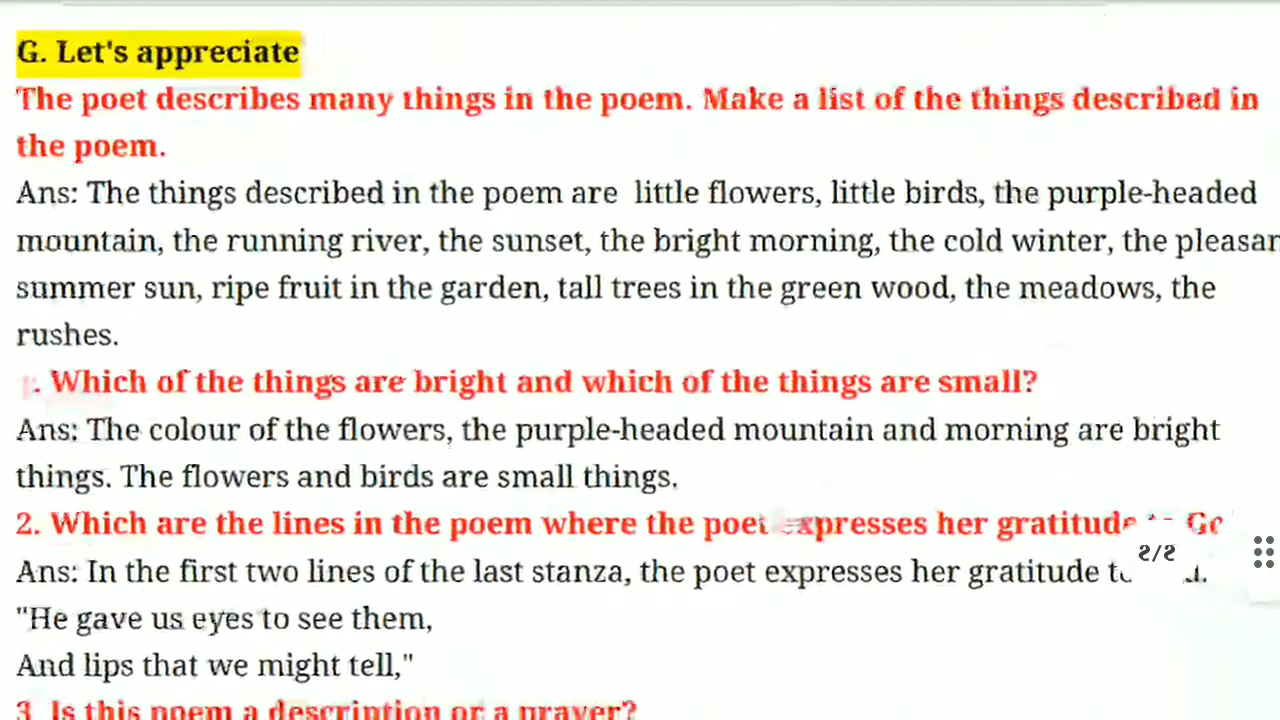 G. Let's appreciate
The poet describes many things in the poem. Make a list of the things described in
the poem.
Ans: The things described in the poem are little flowers, little birds, the purple-headed
mountain, the running river, the sunset, the bright morning, the cold winter, the
summer sun, ripe fruit in the garden, tall trees in the green wood, the meadows, the
rushes.
. Which of the things are bright and which of the things are small?
Ans: The colour of the flowers, the purple-headed mountain and morning are bright
things. The flowers and birds are small things.
2. Which are the lines in the poem where the poet expresses her gratitude
2/2
Ans: In the first two lines of the last stanza, the poet expresses her gratitude
"He gave us eyes to see them,
And lips that we might tell,"
3. Is this poem a description or a prayer?